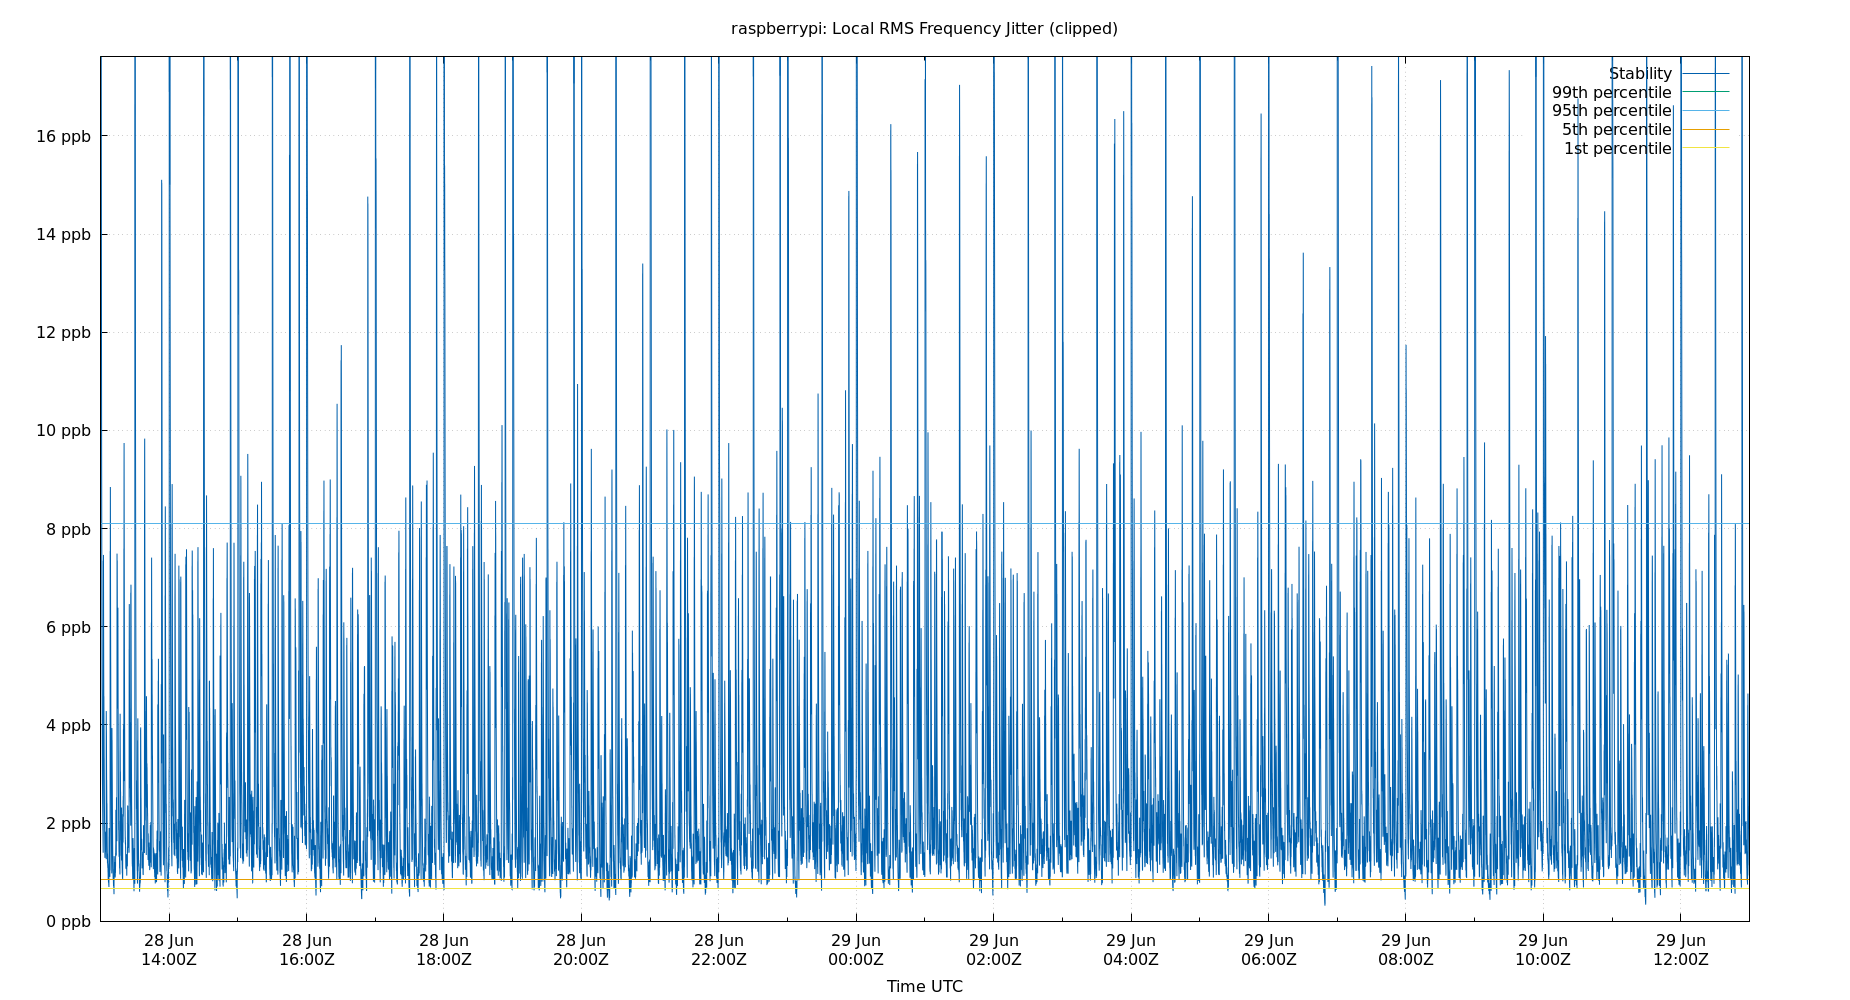 raspberrypi: Local RMS Frequency Jitter (clipped)
Stability
99th percentile
95th percentile
5th percentile
1st percentile
16 ppb
14 ppb
12 ppb
10 ppb
8 ppb
6 ppb
4 ppb
2 ppb
0 ppb
28 Jun 28 Jun 28 Jun 28 Jun 28 Jun 29 Jun 29 Jun 29 Jun 29 Jun 29 Jun 29 Jun 29 Jun
14:00Z 16:00Z 18:00Z 20:00Z 22:00Z 00:00Z 02:00Z 04:00Z 06:00Z 08:00Z 10:00Z 12:00Z
Time UTC